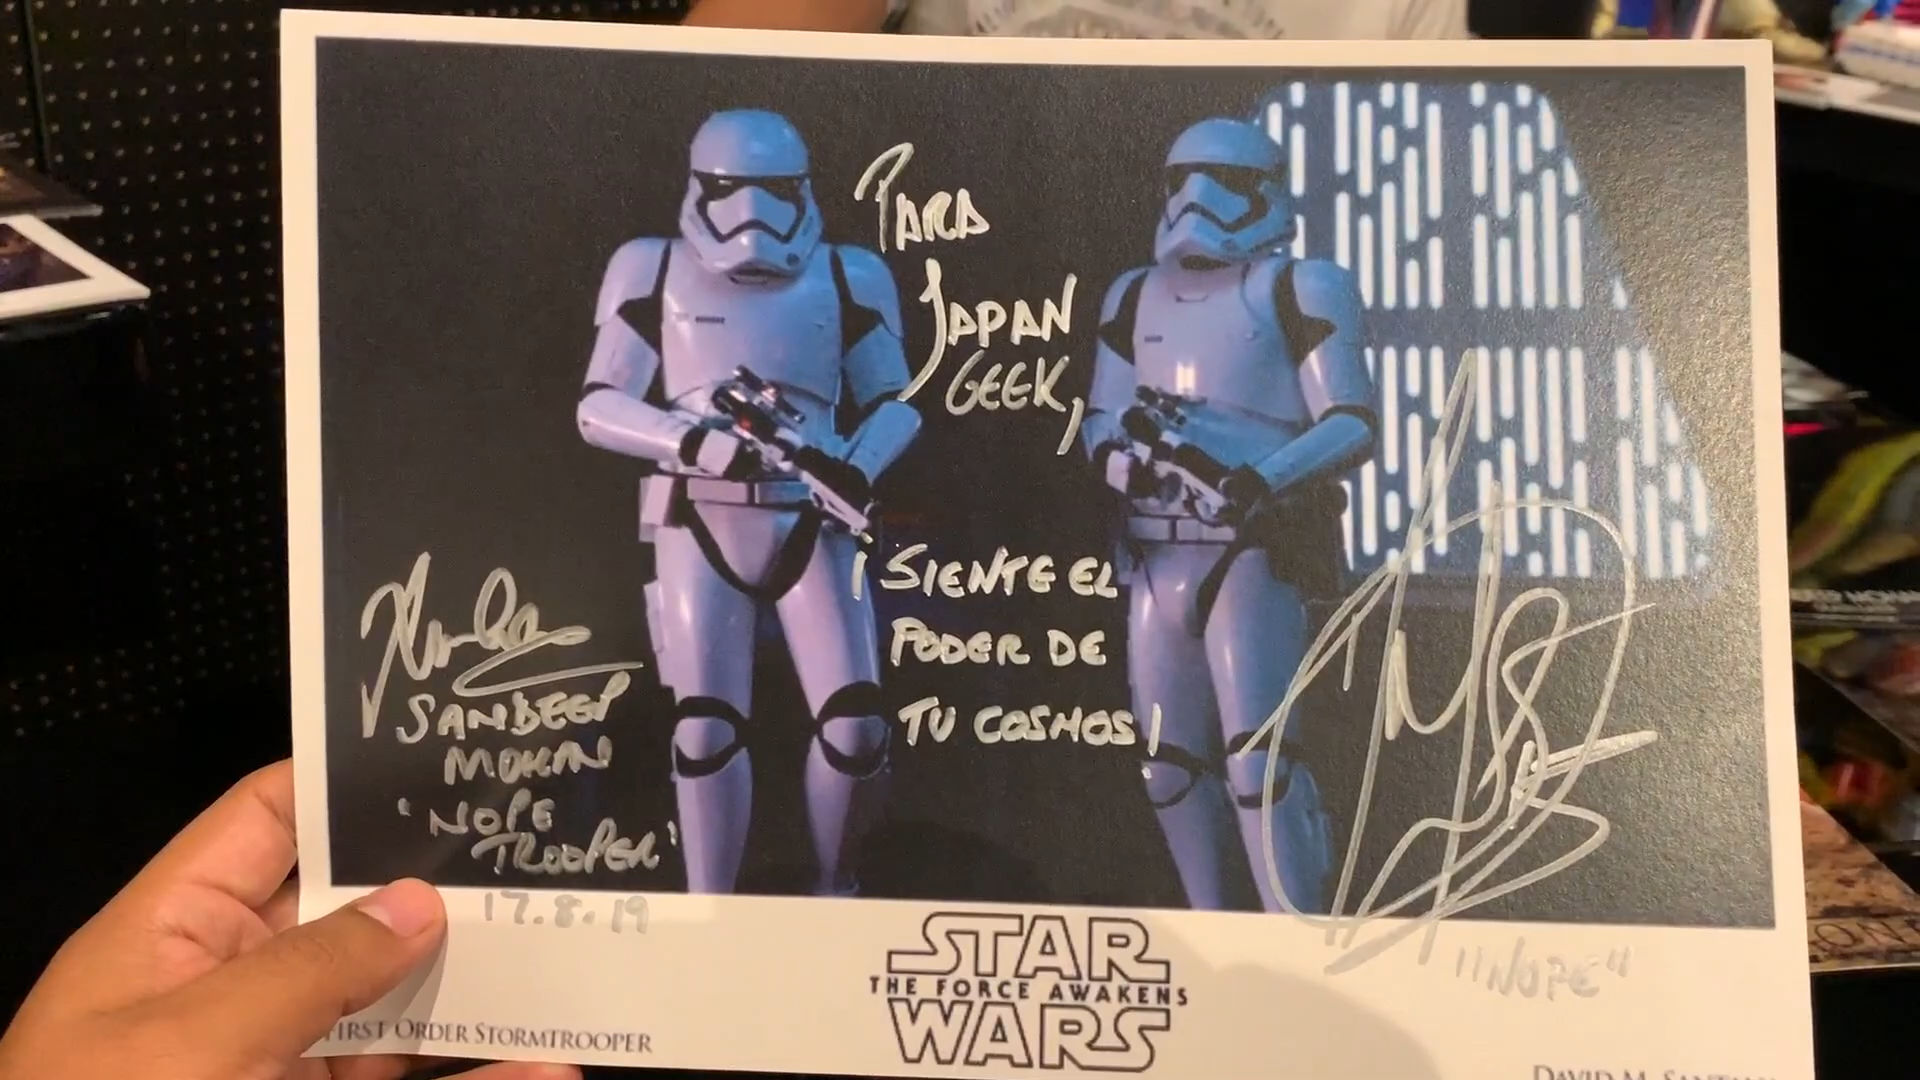 PARA
JAPAN
GEEK,
¡SIENTE EL
PODER DE
TU COSMOS!
SANDEEP
MOHAN
"NOPE
TROOPER"
17.8.19
"NOPE"
STAR
THE FORCE AWAKENS
WARS
FIRST ORDER STORMTROOPER
DAVID M.